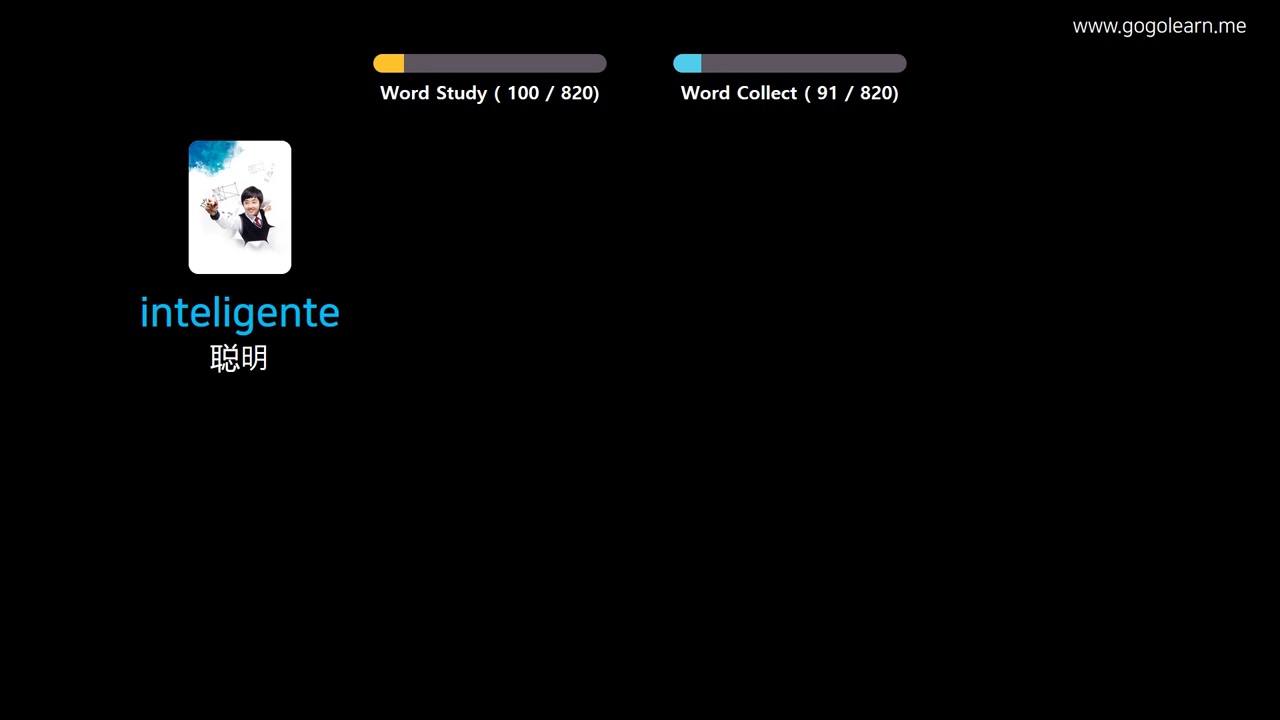 www.gogolearn.me
Word Study ( 100 / 820)
Word Collect ( 91 / 820)
inteligente
聪明